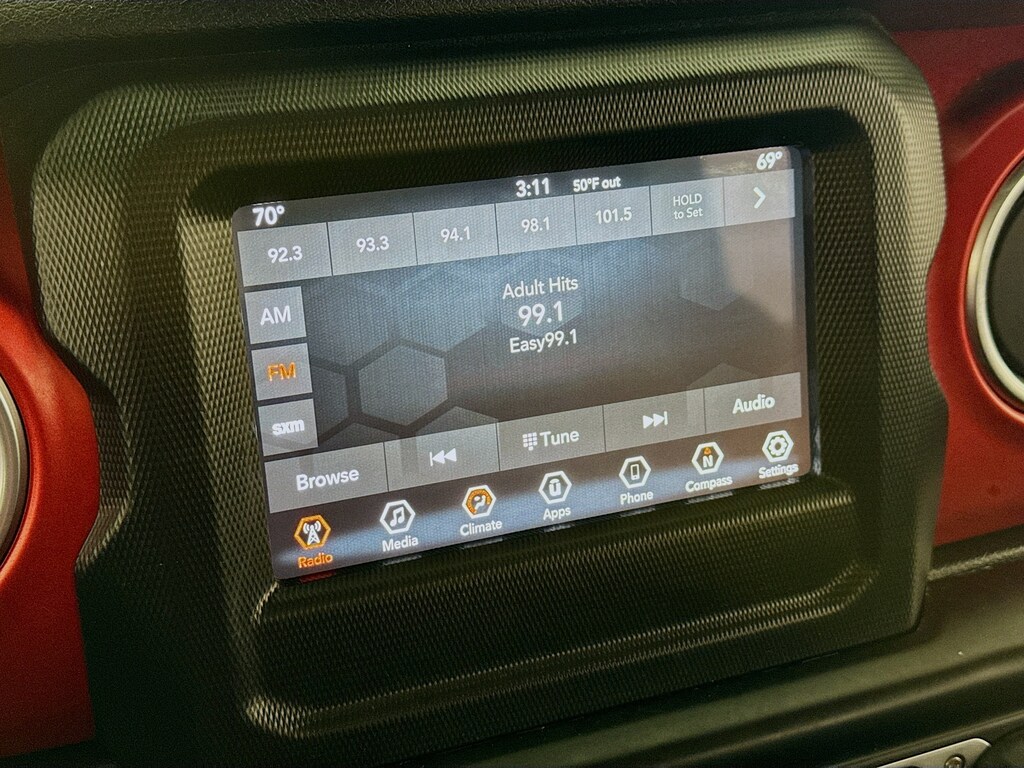 70° 3:11 50°F out 69°
92.3 93.3 94.1 98.1 101.5 HOLD
to Set
Adult Hits
99.1
Easy99.1
AM
FM
sxm
Browse Tune Audio
Radio Media Climate Apps Phone Compass Settings
N